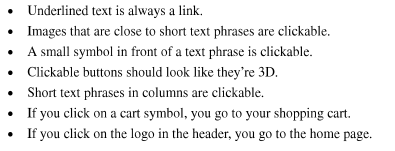 • Underlined text is always a link.
• Images that are close to short text phrases are clickable.
• A small symbol in front of a text phrase is clickable.
• Clickable buttons should look like they're 3D.
• Short text phrases in columns are clickable.
• If you click on a cart symbol, you go to your shopping cart.
• If you click on the logo in the header, you go to the home page.